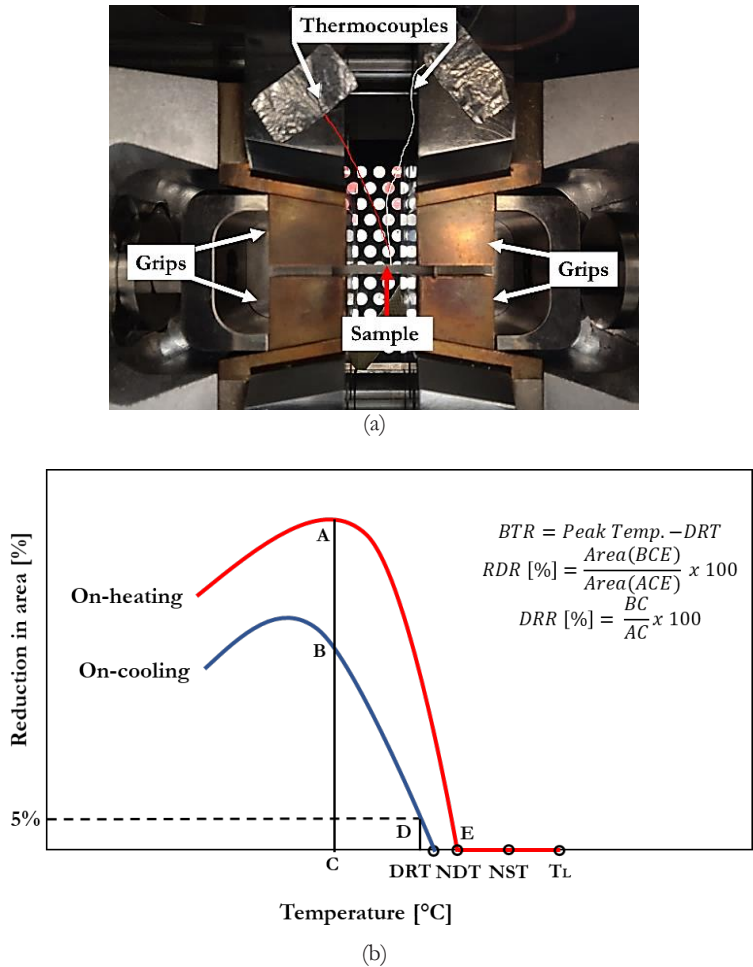 Thermocouples
Grips
Grips
Sample
(a)
Reduction in area [%]
On-heating
On-cooling
A
B
BTR = Peak Temp. −DRT
RDR [%] = Area(BCE) / Area(ACE) x 100
DRR [%] = BC / AC x 100
5%
D
E
C
DRT NDT NST TL
Temperature [°C]
(b)